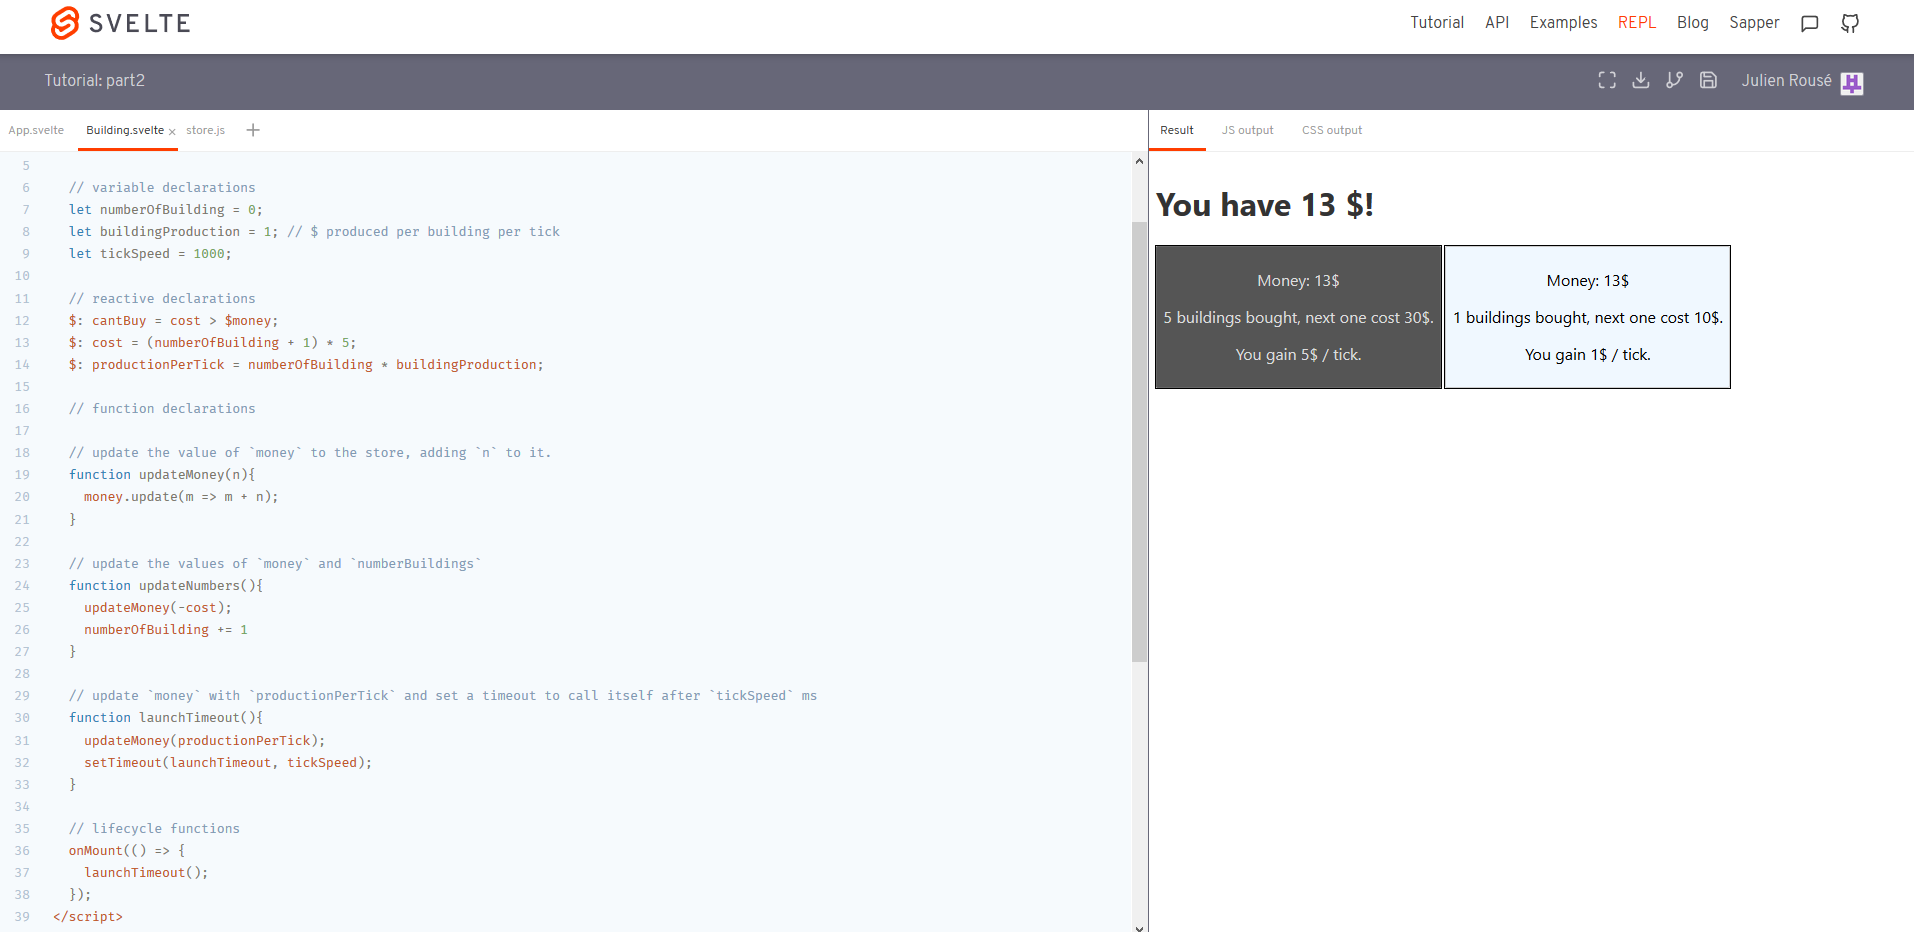 SVELTE
Tutorial API Examples REPL Blog Sapper
Tutorial: part2
Julien Rousé
App.svelte Building.svelte × store.js +
Result JS output CSS output
5
6 // variable declarations
7 let numberOfBuilding = 0;
8 let buildingProduction = 1; // $ produced per building per tick
9 let tickSpeed = 1000;
10
11 // reactive declarations
12 $: cantBuy = cost > $money;
13 $: cost = (numberOfBuilding + 1) * 5;
14 $: productionPerTick = numberOfBuilding * buildingProduction;
15
16 // function declarations
17
18 // update the value of `money` to the store, adding `n` to it.
19 function updateMoney(n){
20 money.update(m => m + n);
21 }
22
23 // update the values of `money` and `numberBuildings`
24 function updateNumbers(){
25 updateMoney(-cost);
26 numberOfBuilding += 1
27 }
28
29 // update `money` with `productionPerTick` and set a timeout to call itself after `tickSpeed` ms
30 function launchTimeout(){
31 updateMoney(productionPerTick);
32 setTimeout(launchTimeout, tickSpeed);
33 }
34
35 // lifecycle functions
36 onMount(() => {
37 launchTimeout();
38 });
39 </script>
You have 13 $!
Money: 13$
5 buildings bought, next one cost 30$.
You gain 5$ / tick.
Money: 13$
1 buildings bought, next one cost 10$.
You gain 1$ / tick.